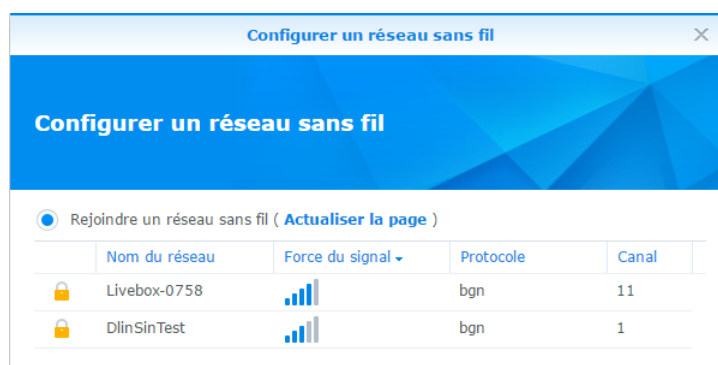 Configurer un réseau sans fil
Configurer un réseau sans fil
Rejoindre un réseau sans fil ( Actualiser la page )
Nom du réseau Force du signal Protocole Canal
Livebox-0758 bgn 11
DlinSinTest bgn 1